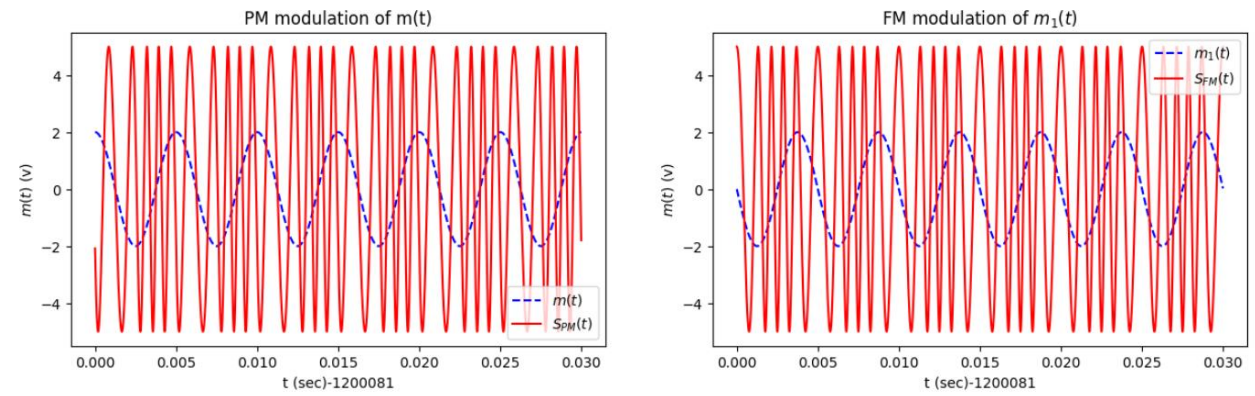 PM modulation of m(t)
4
2
0
−2
−4
m(t) (v)
m(t)
S_PM(t)
0.000 0.005 0.010 0.015 0.020 0.025 0.030
t (sec)-1200081
FM modulation of m₁(t)
4
2
0
−2
−4
m(t) (v)
m₁(t)
S_FM(t)
0.000 0.005 0.010 0.015 0.020 0.025 0.030
t (sec)-1200081